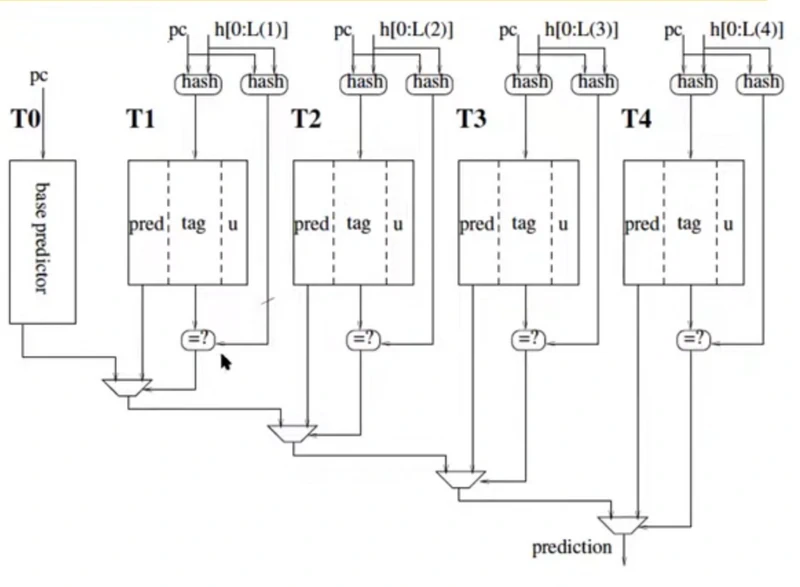 pc h[0:L(1)] pc h[0:L(2)] pc h[0:L(3)] pc h[0:L(4)]
pc hash hash hash hash hash hash hash hash
T0 T1 T2 T3 T4
base predictor
pred tag u pred tag u pred tag u pred tag u
=? =? =? =?
prediction